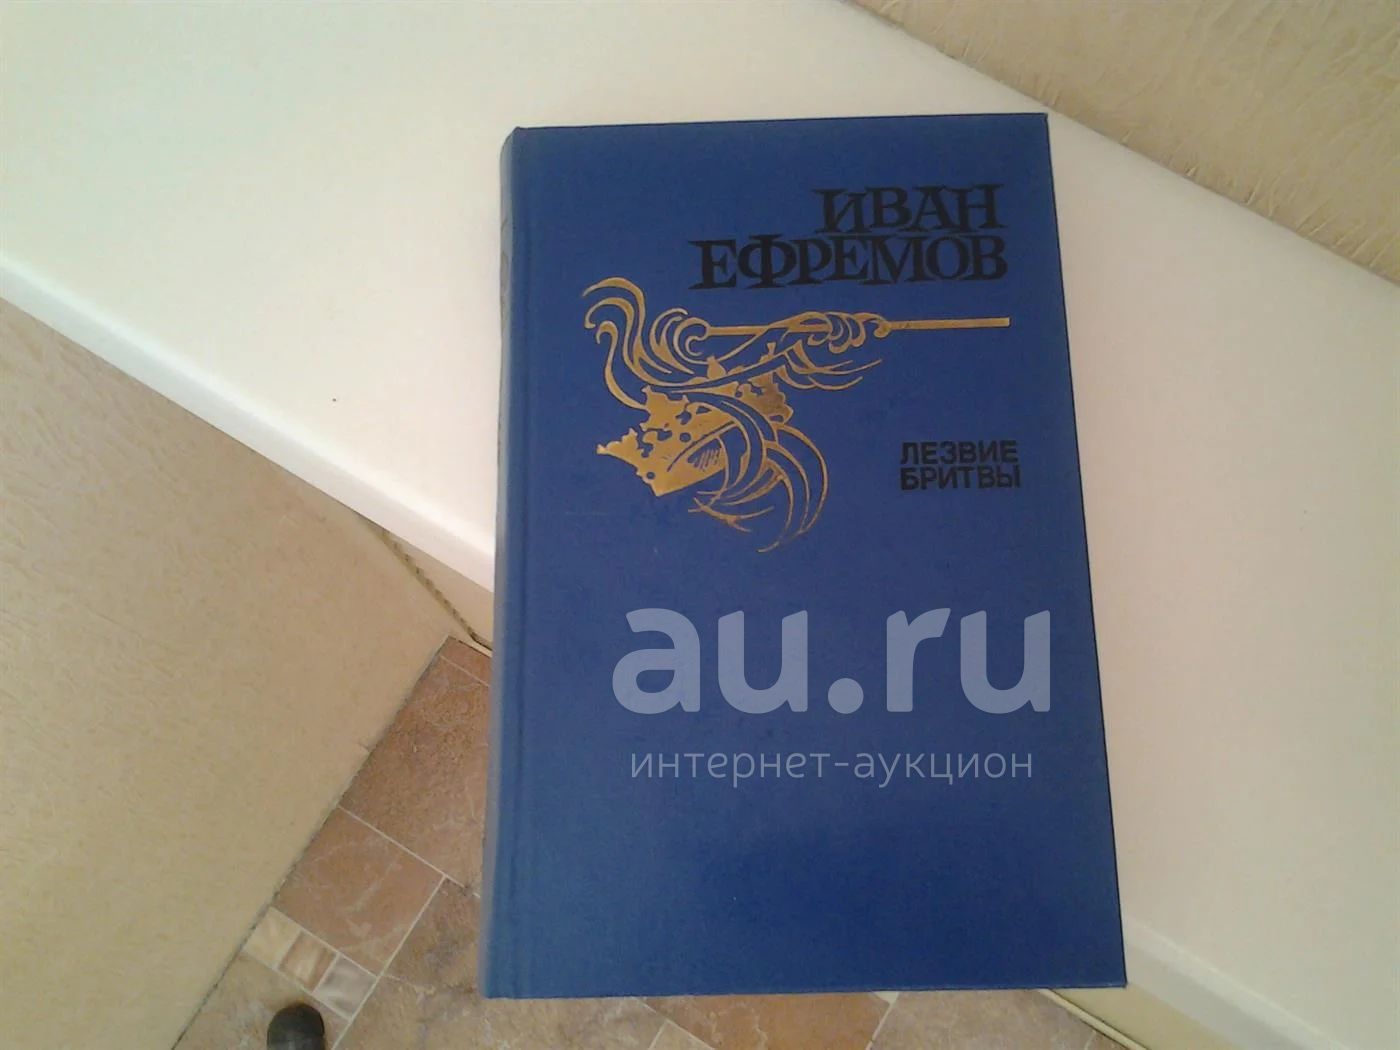 ИВАН
ЕФРЕМОВ
ЛЕЗВИЕ
БРИТВЫ
au.ru
интернет-аукцион